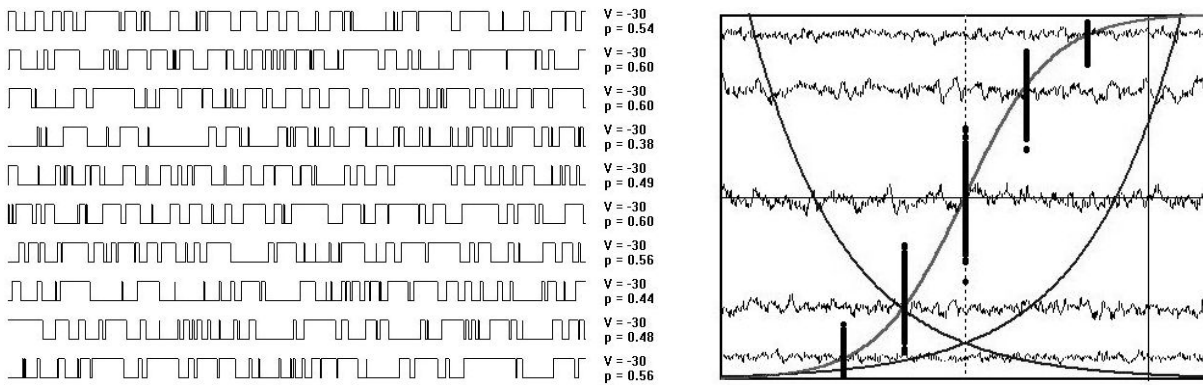 V = -30
p = 0.54
V = -30
p = 0.60
V = -30
p = 0.60
V = -30
p = 0.38
V = -30
p = 0.49
V = -30
p = 0.60
V = -30
p = 0.56
V = -30
p = 0.44
V = -30
p = 0.48
V = -30
p = 0.56